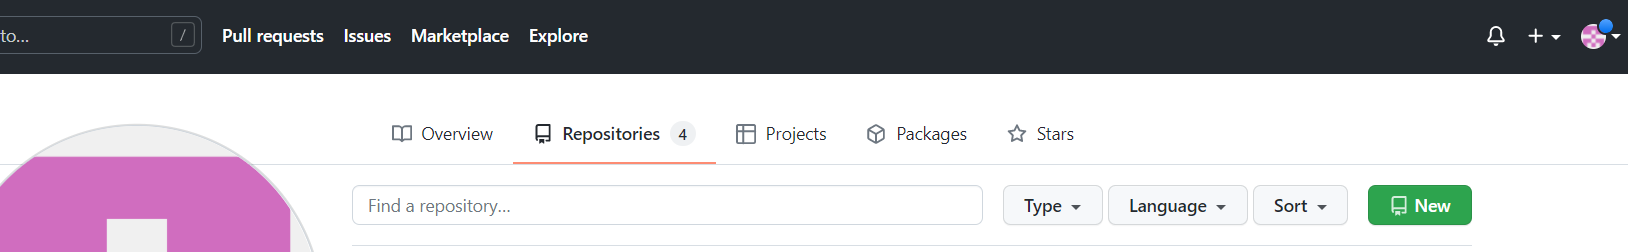 to... /
Pull requests Issues Marketplace Explore
Overview Repositories 4 Projects Packages Stars
Find a repository... Type Language Sort New